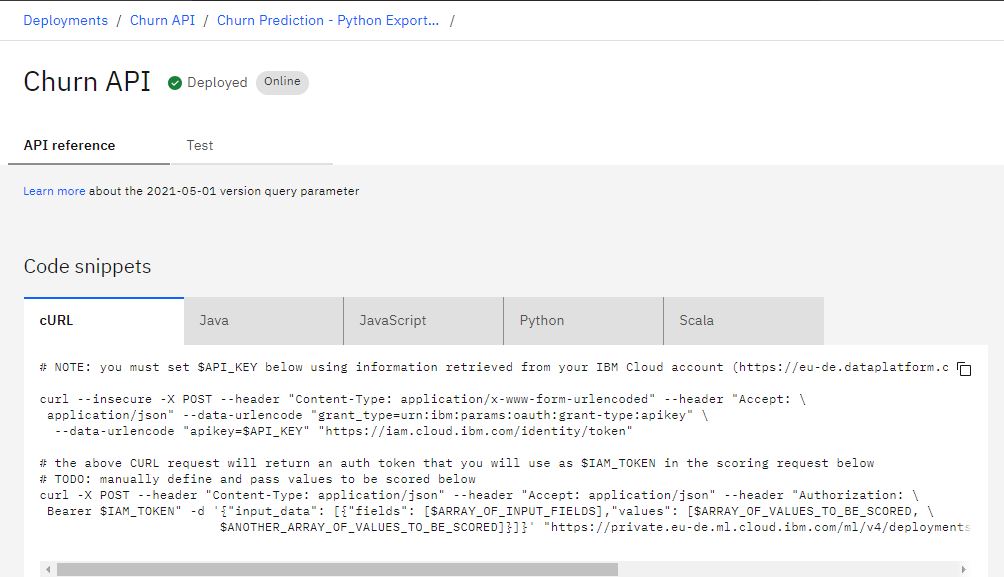 Deployments / Churn API / Churn Prediction - Python Export... /
Churn API Deployed Online
API reference Test
Learn more about the 2021-05-01 version query parameter
Code snippets
cURL Java JavaScript Python Scala
# NOTE: you must set $API_KEY below using information retrieved from your IBM Cloud account (https://eu-de.dataplatform.c
curl --insecure -X POST --header "Content-Type: application/x-www-form-urlencoded" --header "Accept: \
application/json" --data-urlencode "grant_type=urn:ibm:params:oauth:grant-type:apikey" \
--data-urlencode "apikey=$API_KEY" "https://iam.cloud.ibm.com/identity/token"
# the above CURL request will return an auth token that you will use as $IAM_TOKEN in the scoring request below
# TODO: manually define and pass values to be scored below
curl -X POST --header "Content-Type: application/json" --header "Accept: application/json" --header "Authorization: \
Bearer $IAM_TOKEN" -d '{"input_data": [{"fields": [$ARRAY_OF_INPUT_FIELDS],"values": [$ARRAY_OF_VALUES_TO_BE_SCORED, \
$ANOTHER_ARRAY_OF_VALUES_TO_BE_SCORED]}]}' "https://private.eu-de.ml.cloud.ibm.com/ml/v4/deployments